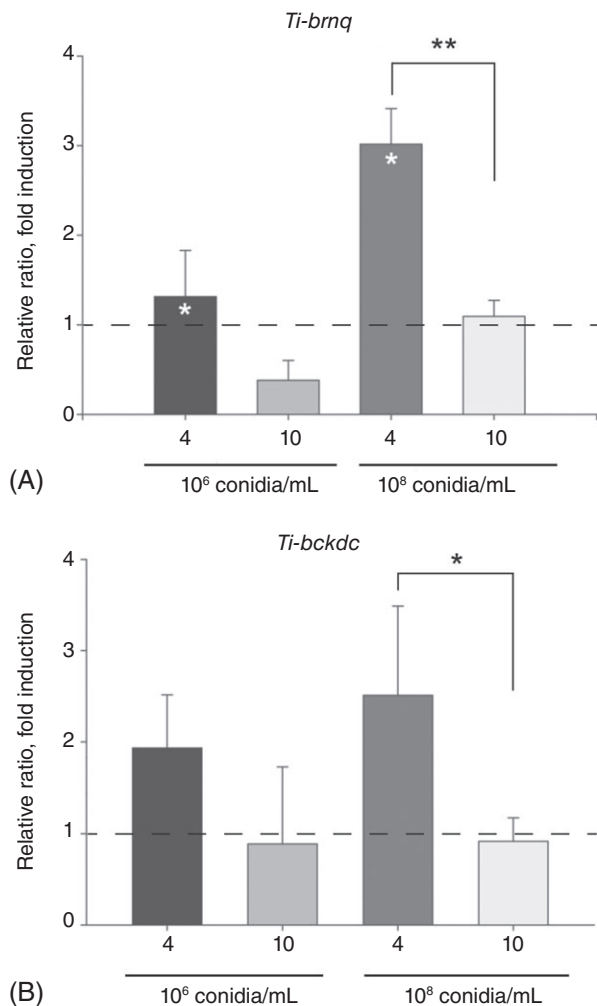 Ti-brnq
Relative ratio, fold induction
4
3
2
1
0
**
*
*
4 10 4 10
10⁶ conidia/mL 10⁸ conidia/mL
(A)
Ti-bckdc
Relative ratio, fold induction
4
3
2
1
0
*
4 10 4 10
10⁶ conidia/mL 10⁸ conidia/mL
(B)